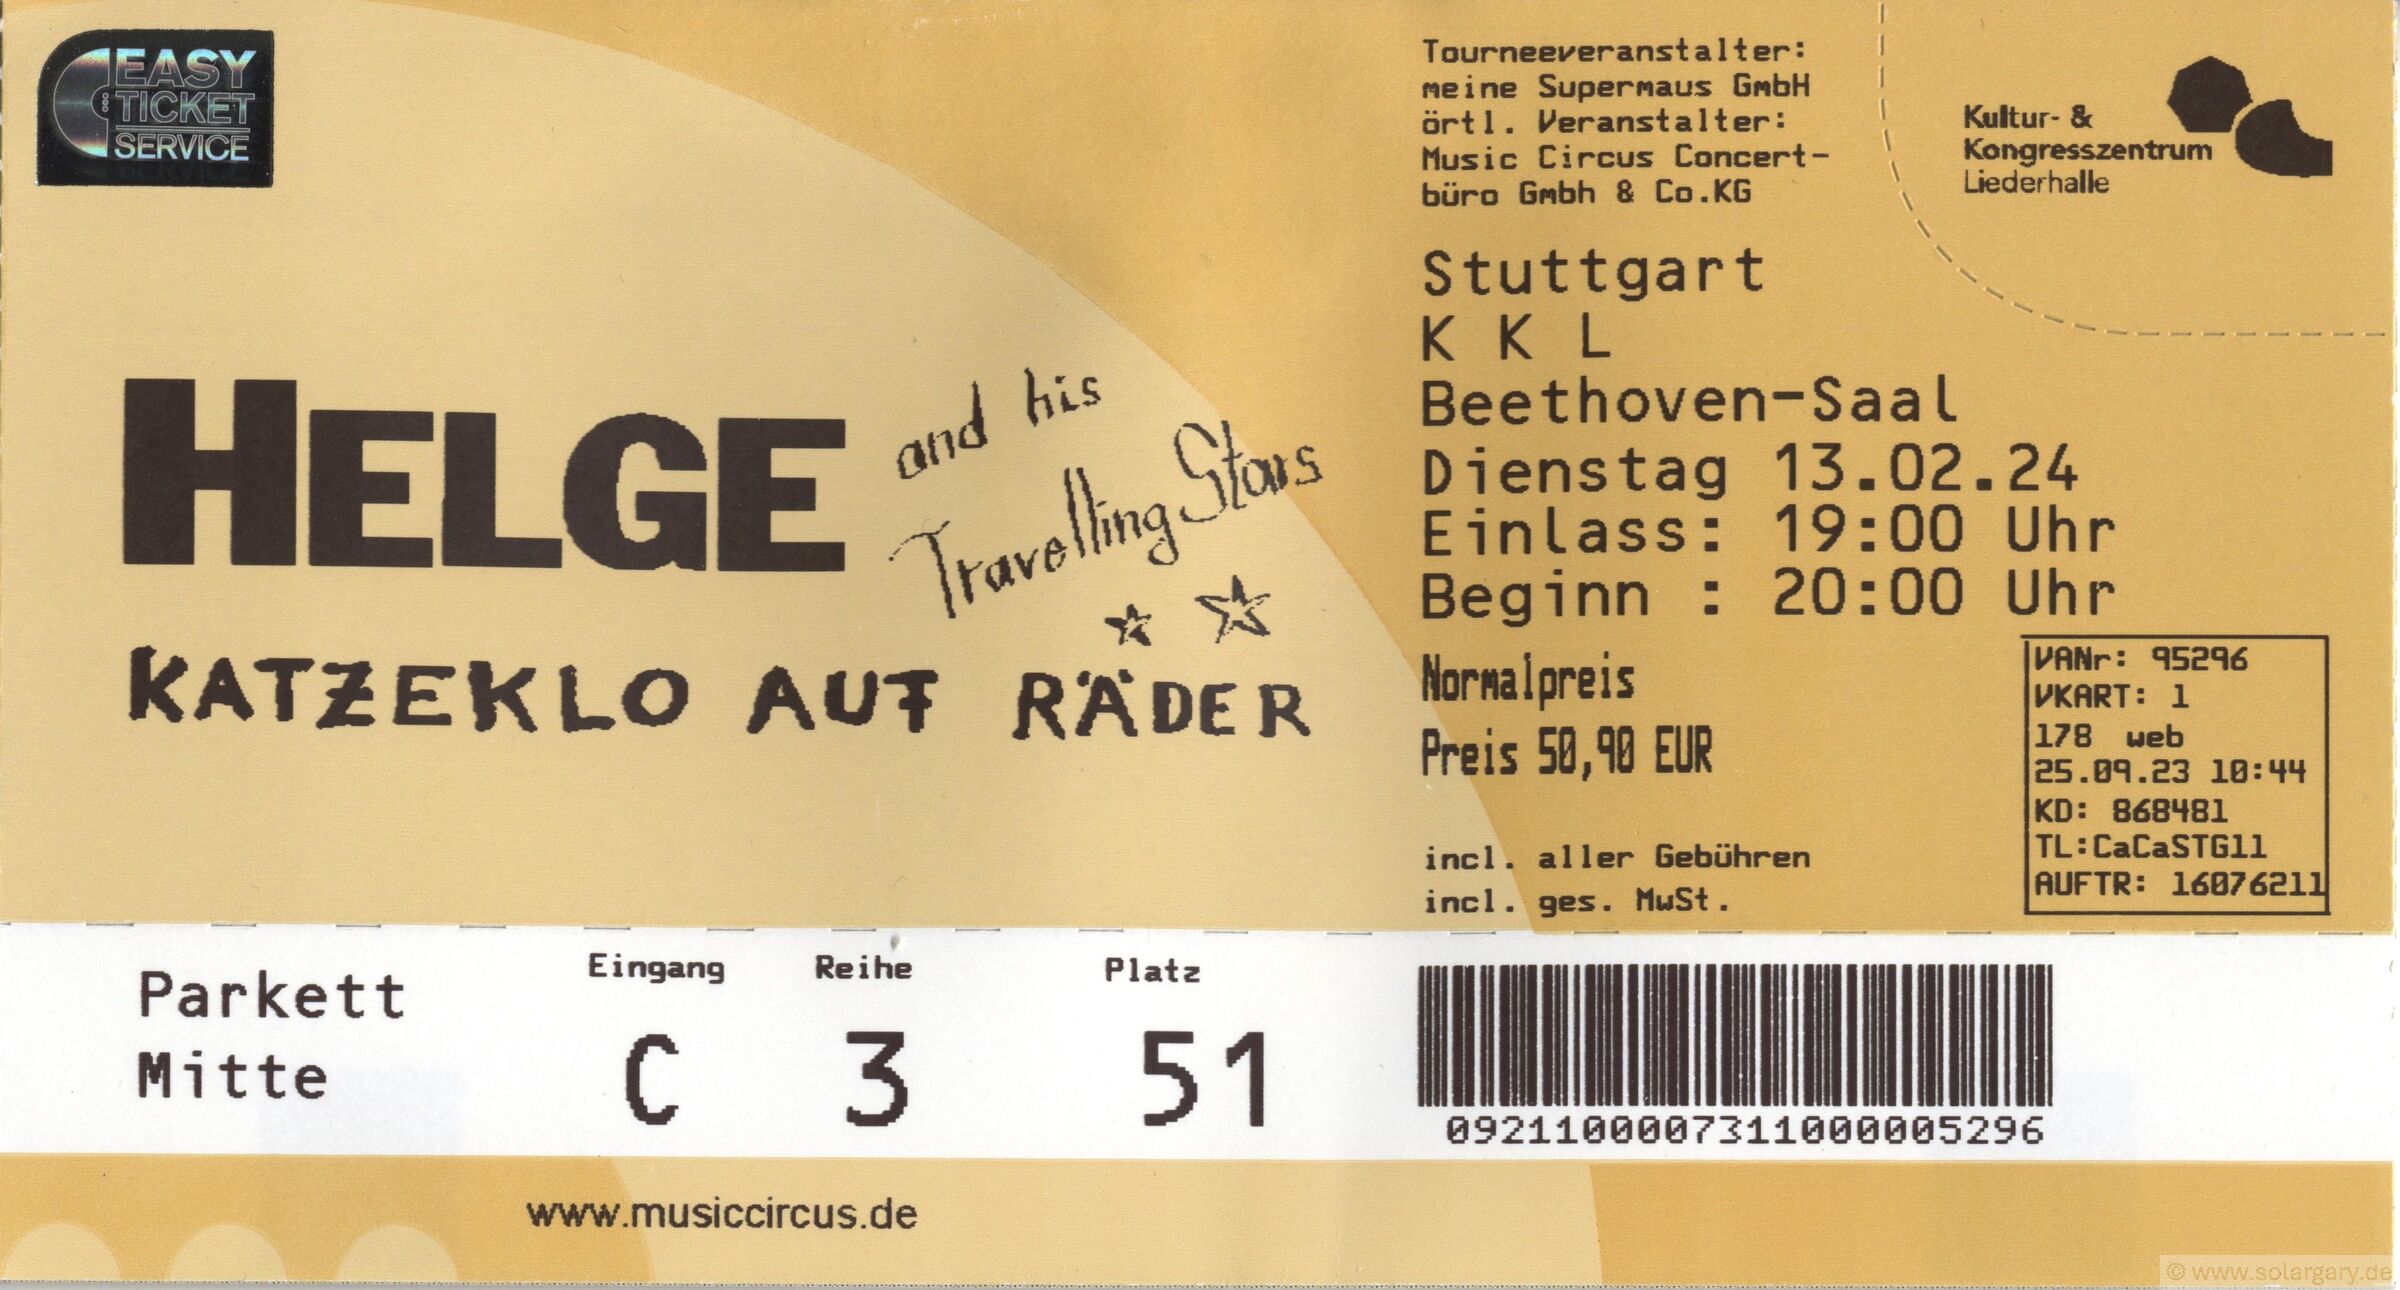 EASY
TICKET
SERVICE
HELGE and his
Travelling Stars
KATZEKLO AUF RÄDER
Tourneeveranstalter:
meine Supermaus GmbH
örtl. Veranstalter:
Music Circus Concert-
büro Gmbh & Co.KG
Kultur- &
Kongresszentrum
Liederhalle
Stuttgart
K K L
Beethoven-Saal
Dienstag 13.02.24
Einlass: 19:00 Uhr
Beginn : 20:00 Uhr
Normalpreis
Preis 50,90 EUR
incl. aller Gebühren
incl. ges. MwSt.
VANr: 95296
VKART: 1
178 web
25.09.23 10:44
KD: 868481
TL:CaCaSTG11
AUFTR: 16076211
Parkett
Mitte
Eingang Reihe Platz
C 3 51
0921100007311000005296
www.musiccircus.de
© www.solargary.de